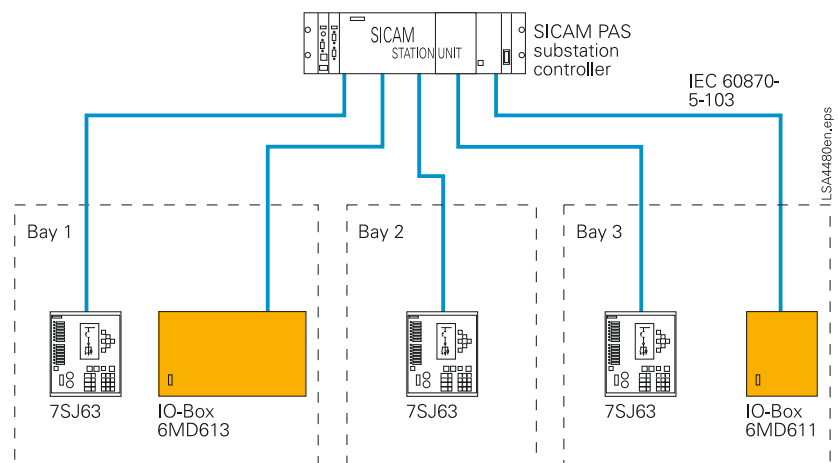 SICAM
STATION UNIT
SICAM PAS
substation
controller
IEC 60870-
5-103
LSA4480en.eps
Bay 1
Bay 2
Bay 3
7SJ63
IO-Box
6MD613
7SJ63
7SJ63
IO-Box
6MD611